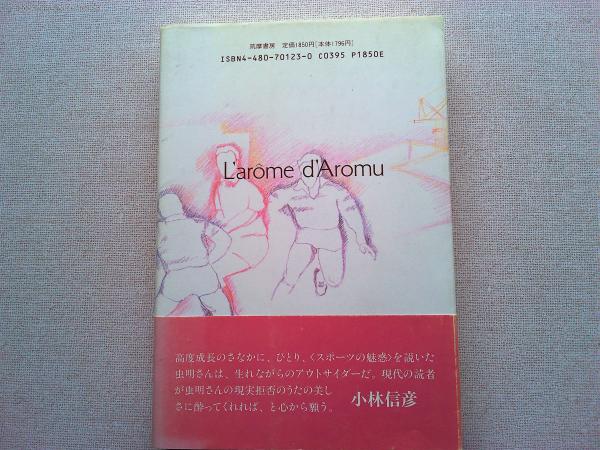 筑摩書房　定価1850円[本体1796円]
ISBN4-480-70123-0 C0395 P1850E
L'arôme d'Aromu
高度成長のさなかに、ひとり、〈スポーツの魅惑〉を説いた
虫明さんは、生れながらのアウトサイダーだ。現代の読者
が虫明さんの現実拒否のうたの美し
さに酔ってくれれば、と心から願う。
小林信彦